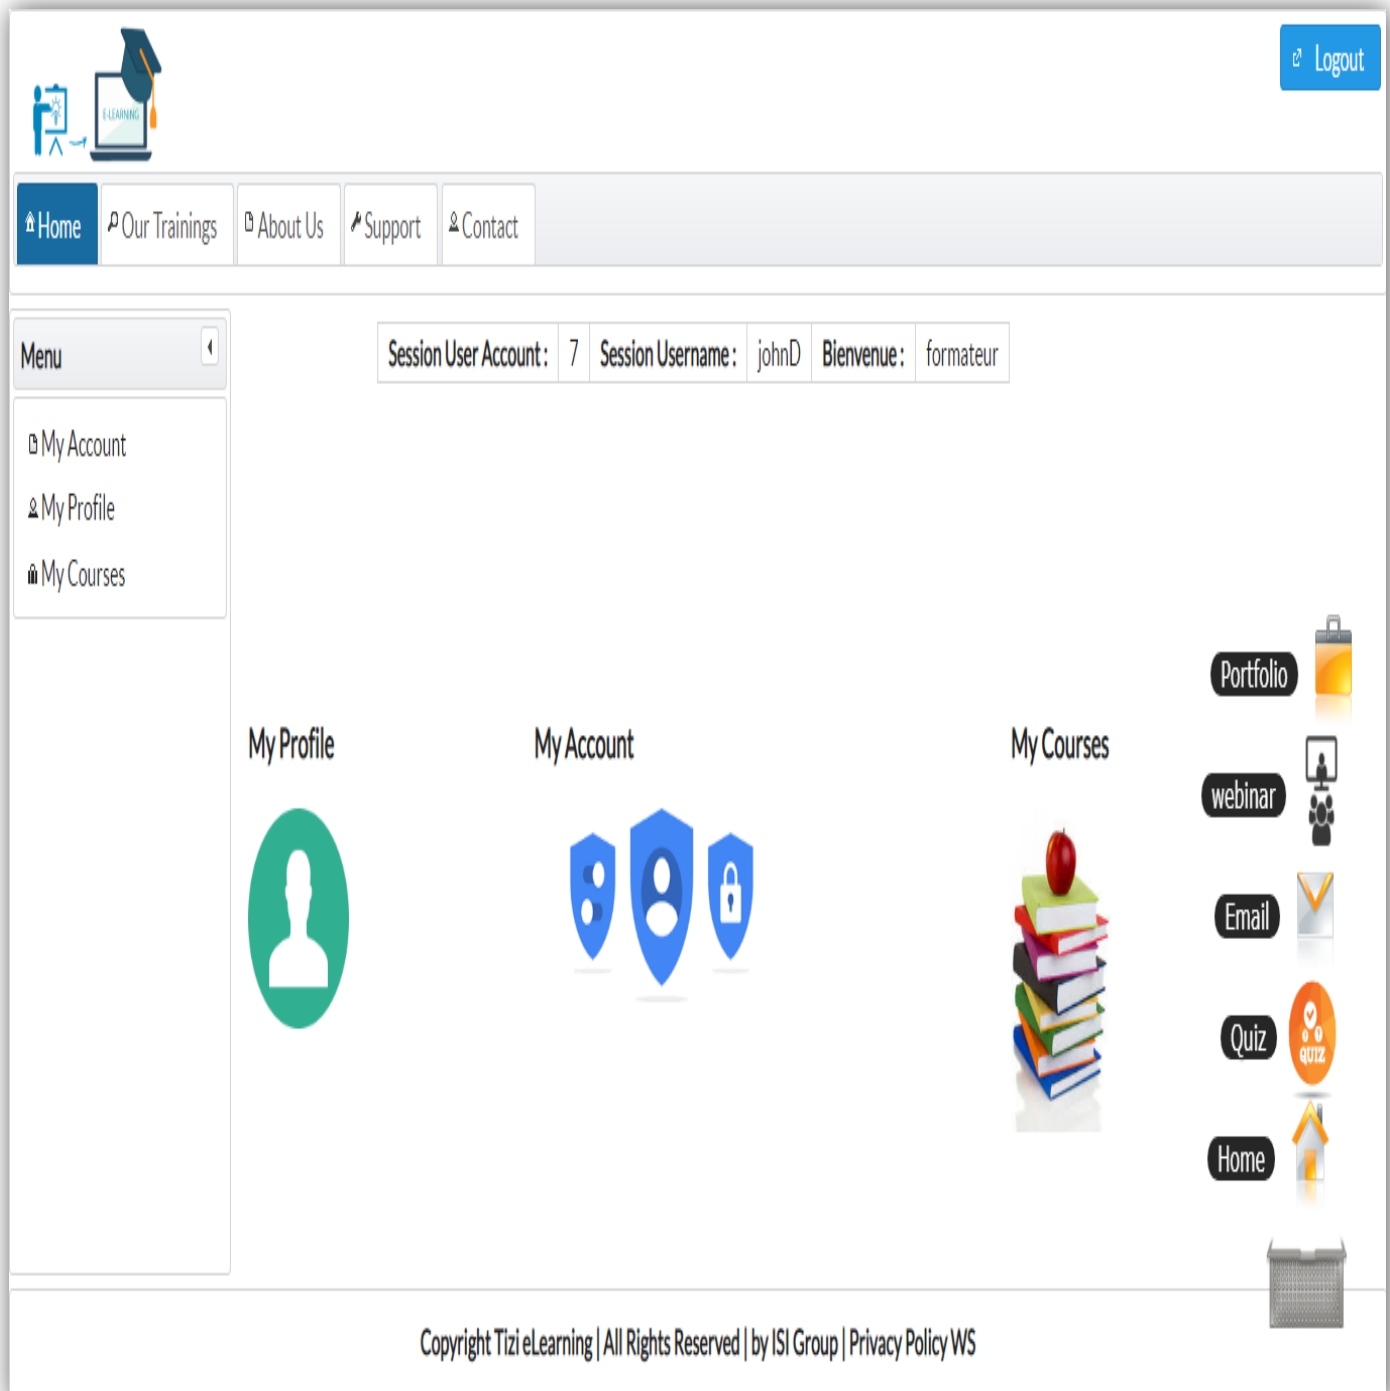 E-LEARNING
Logout
Home Our Trainings About Us Support Contact
Menu
Session User Account : 7 Session Username : johnD Bienvenue : formateur
My Account
My Profile
My Courses
Portfolio
My Profile My Account My Courses
webinar
Email
Quiz
QUIZ
Home
Copyright Tizi eLearning | All Rights Reserved | by ISI Group | Privacy Policy WS